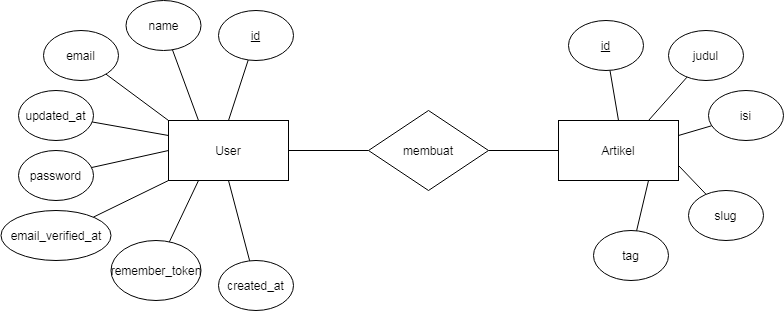 name
id
email
updated_at
password
email_verified_at
remember_token
created_at
User
membuat
Artikel
id
judul
isi
slug
tag